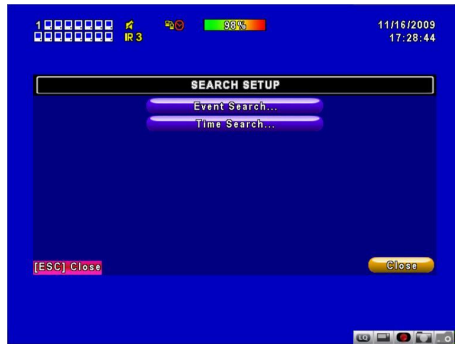 1
IR 3
98%
11/16/2009
17:28:44
SEARCH SETUP
Event Search...
Time Search...
[ESC] Close
Close